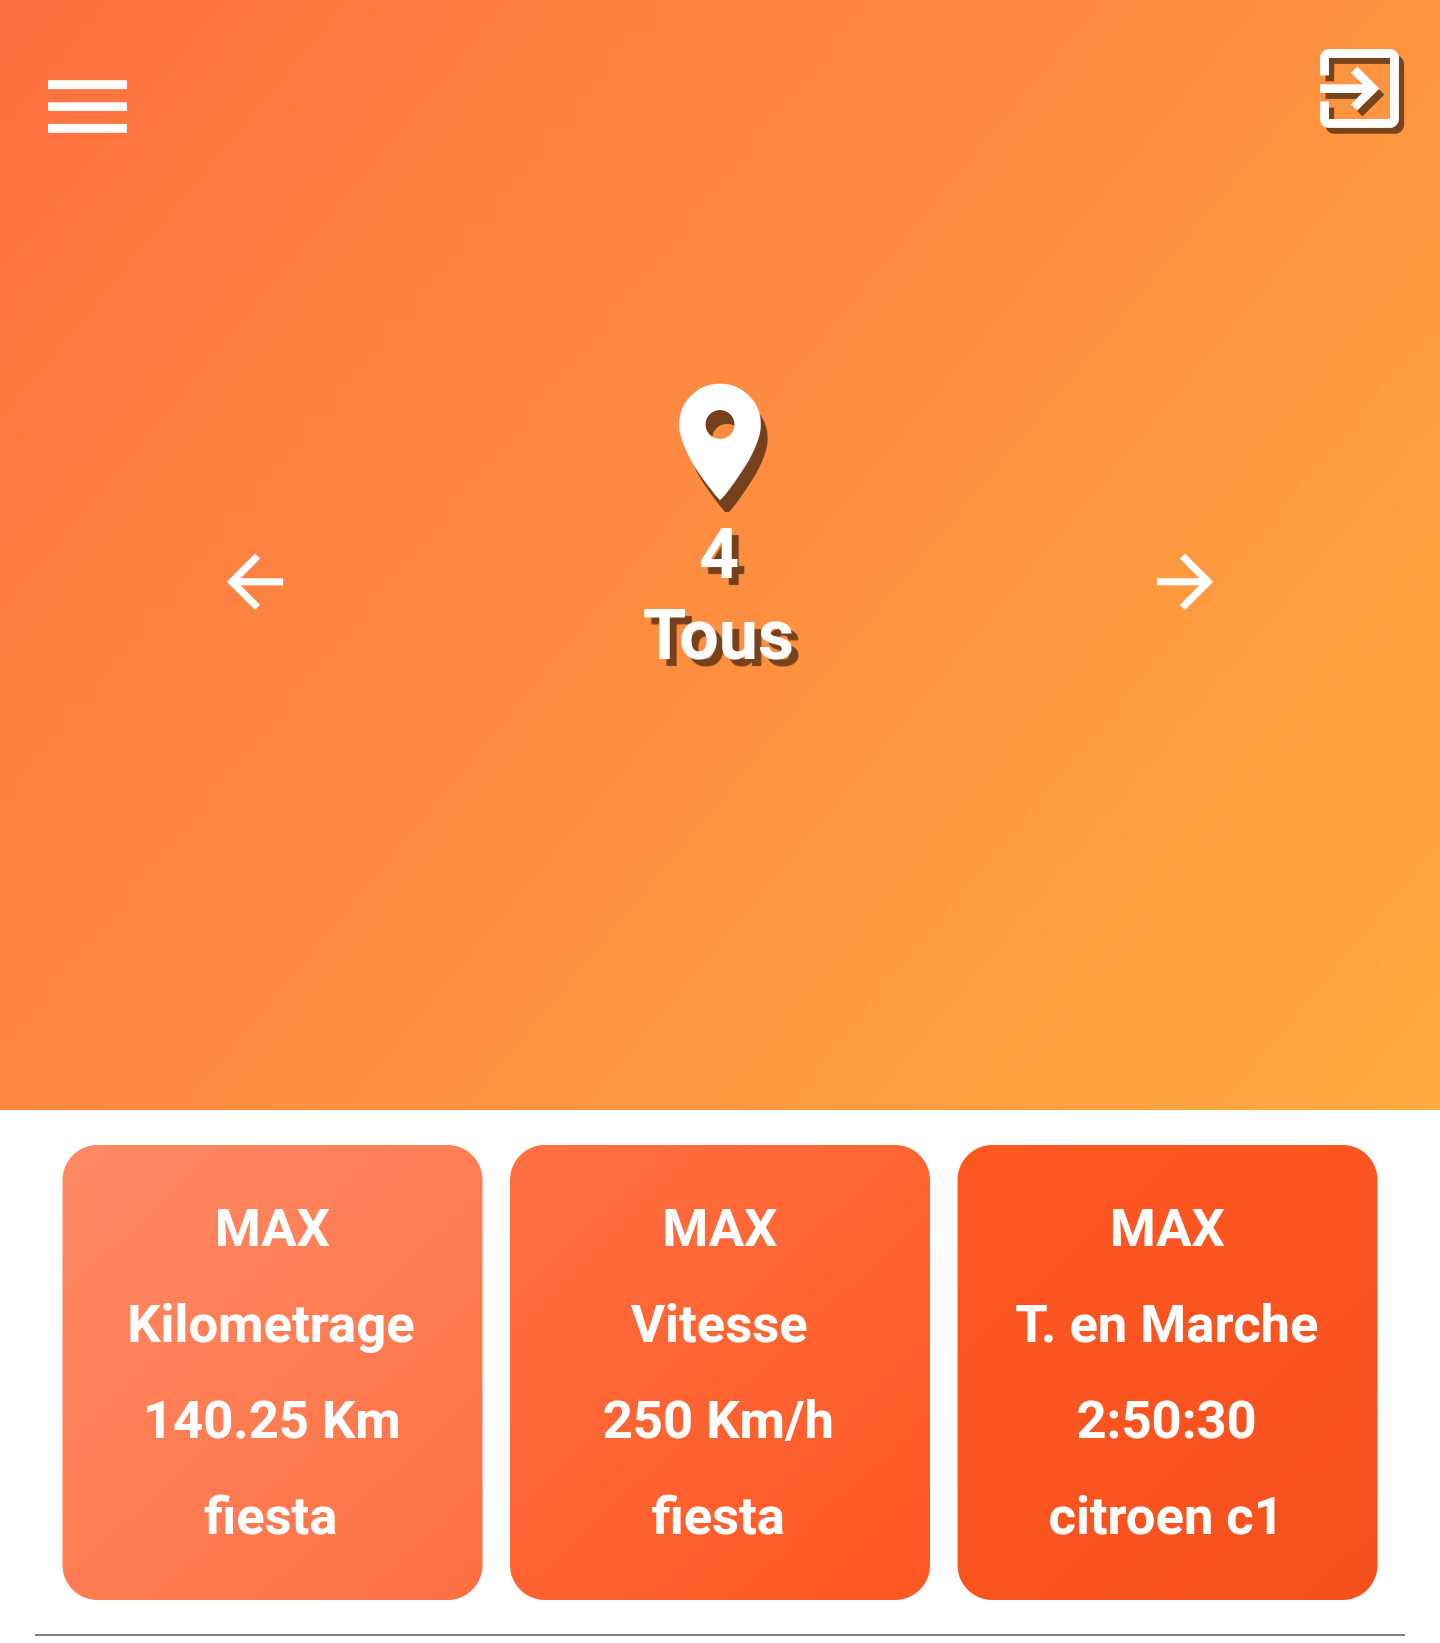 4
Tous
MAX
Kilometrage
140.25 Km
fiesta
MAX
Vitesse
250 Km/h
fiesta
MAX
T. en Marche
2:50:30
citroen c1